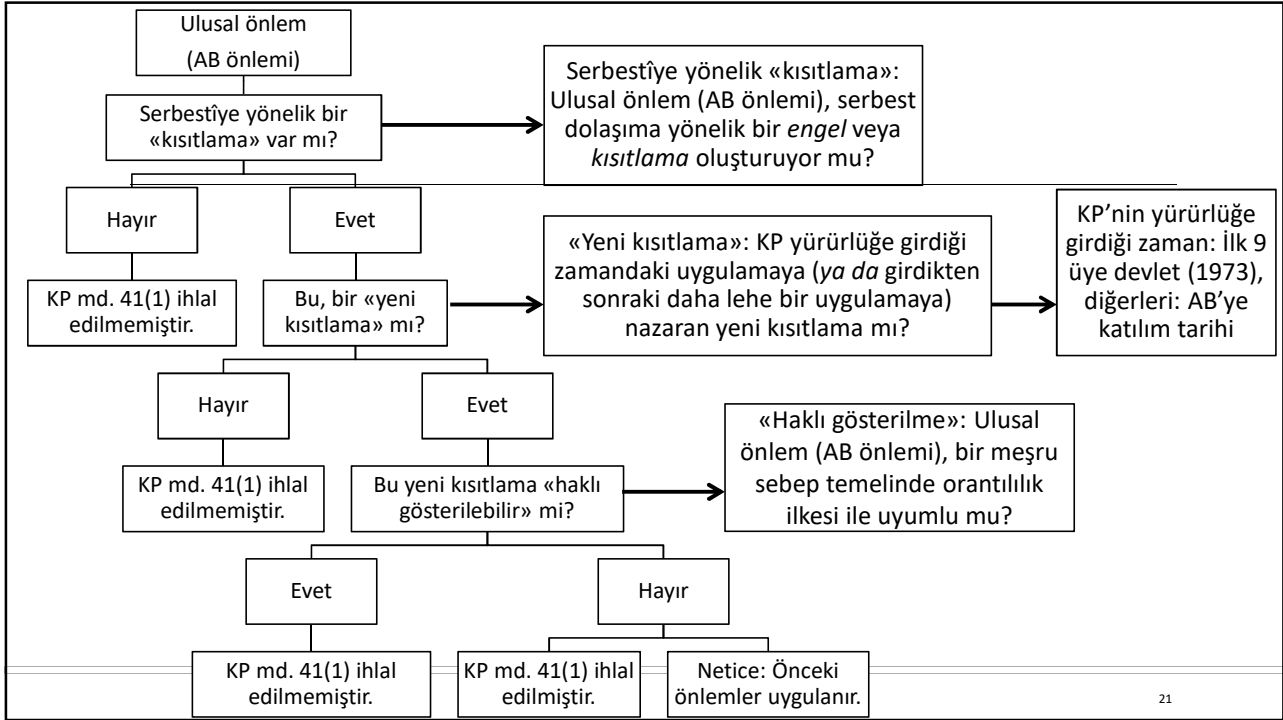 Ulusal önlem
(AB önlemi)
Serbestîye yönelik bir
«kısıtlama» var mı?
Serbestîye yönelik «kısıtlama»:
Ulusal önlem (AB önlemi), serbest
dolaşıma yönelik bir engel veya
kısıtlama oluşturuyor mu?
Hayır
Evet
KP md. 41(1) ihlal
edilmemiştir.
Bu, bir «yeni
kısıtlama» mı?
«Yeni kısıtlama»: KP yürürlüğe girdiği
zamandaki uygulamaya (ya da girdikten
sonraki daha lehe bir uygulamaya)
nazaran yeni kısıtlama mı?
KP’nin yürürlüğe
girdiği zaman: İlk 9
üye devlet (1973),
diğerleri: AB’ye
katılım tarihi
Hayır
Evet
KP md. 41(1) ihlal
edilmemiştir.
Bu yeni kısıtlama «haklı
gösterilebilir» mi?
«Haklı gösterilme»: Ulusal
önlem (AB önlemi), bir meşru
sebep temelinde orantılılık
ilkesi ile uyumlu mu?
Evet
Hayır
KP md. 41(1) ihlal
edilmemiştir.
KP md. 41(1) ihlal
edilmiştir.
Netice: Önceki
önlemler uygulanır.
21